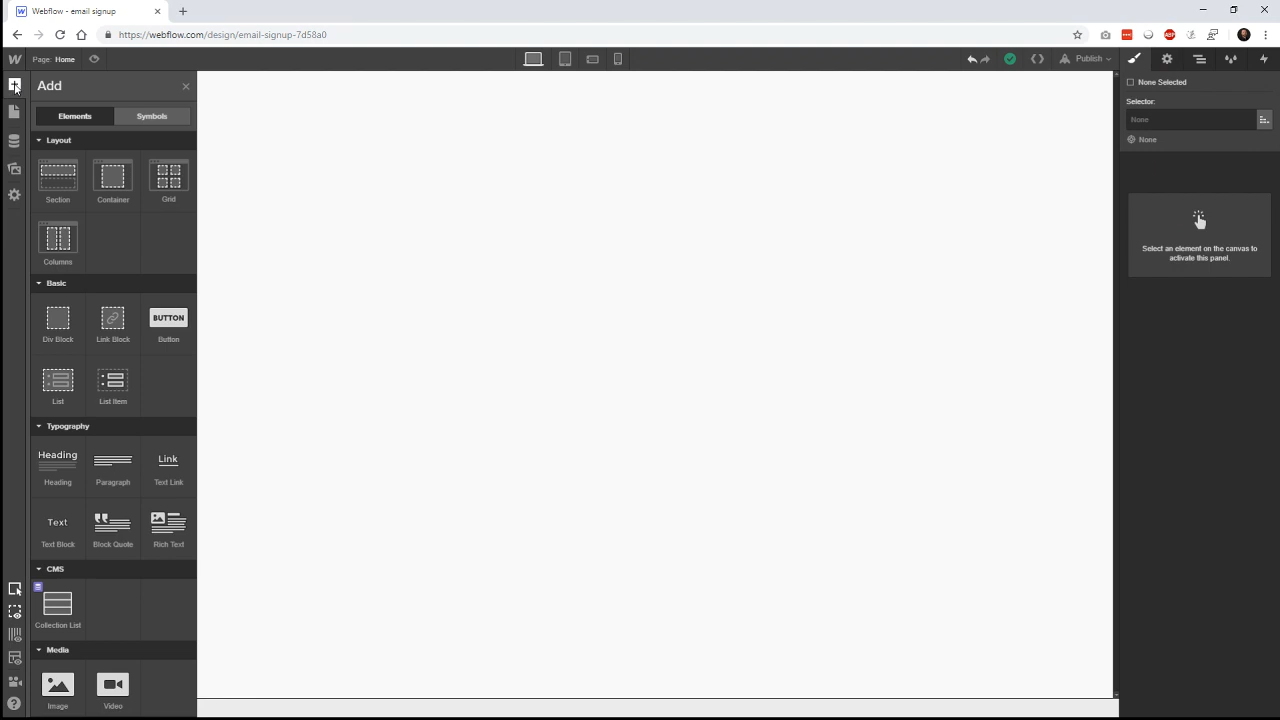 Webflow - email signup
https://webflow.com/design/email-signup-7d58a0
Page: Home
Publish
Add
Elements
Symbols
Layout
Section
Container
Grid
Columns
Basic
Div Block
Link Block
BUTTON
Button
List
List Item
Typography
Heading
Link
Heading
Paragraph
Text Link
Text
Text Block
Block Quote
Rich Text
CMS
Collection List
Media
Image
Video
None Selected
Selector:
None
None
Select an element on the canvas to
activate this panel.